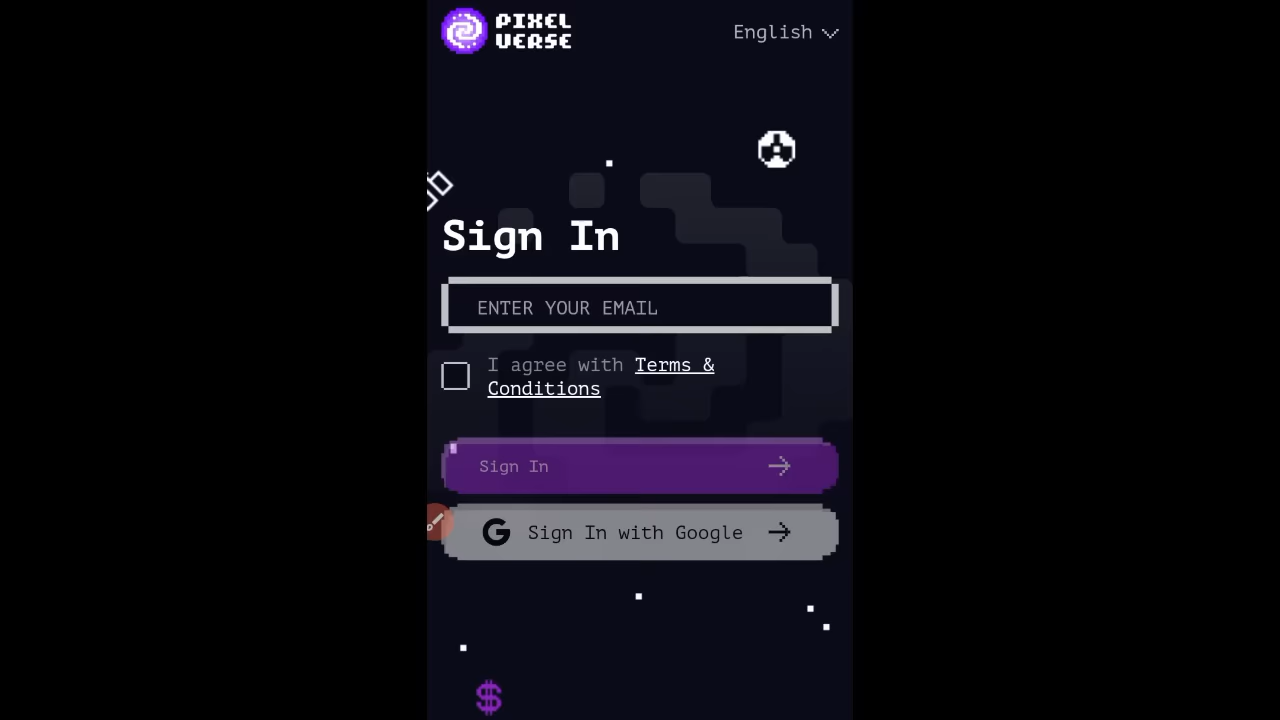 PIXEL
VERSE
English
Sign In
ENTER YOUR EMAIL
I agree with Terms &
Conditions
Sign In
Sign In with Google